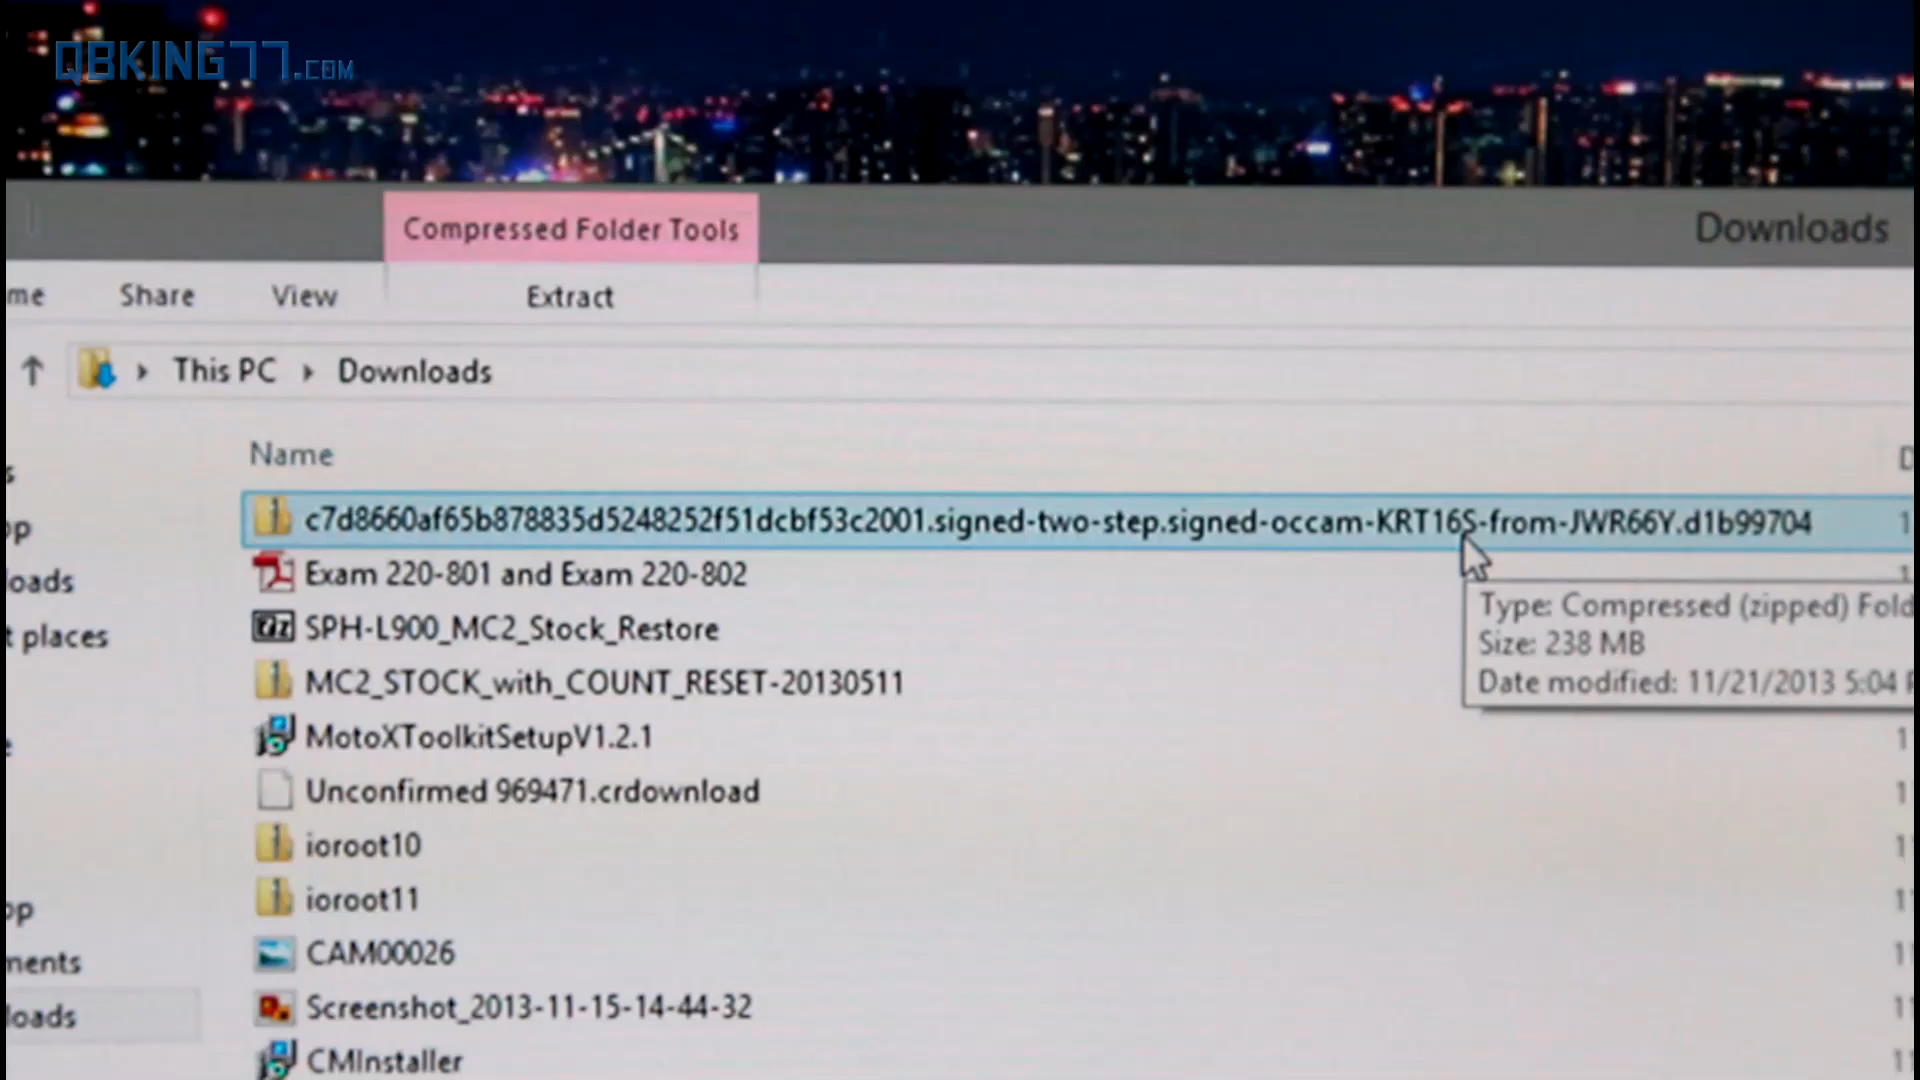 QBKING77.COM
Compressed Folder Tools
Downloads
me Share View Extract
This PC Downloads
Name
c7d8660af65b878835d5248252f51dcbf53c2001.signed-two-step.signed-occam-KRT16S-from-JWR66Y.d1b99704
Exam 220-801 and Exam 220-802
Type: Compressed (zipped) Fold
Size: 238 MB
Date modified: 11/21/2013 5:04 P
SPH-L900_MC2_Stock_Restore
t places
MC2_STOCK_with_COUNT_RESET-20130511
MotoXToolkitSetupV1.2.1
Unconfirmed 969471.crdownload
ioroot10
ioroot11
op
CAM00026
ments
Screenshot_2013-11-15-14-44-32
loads
CMInstaller